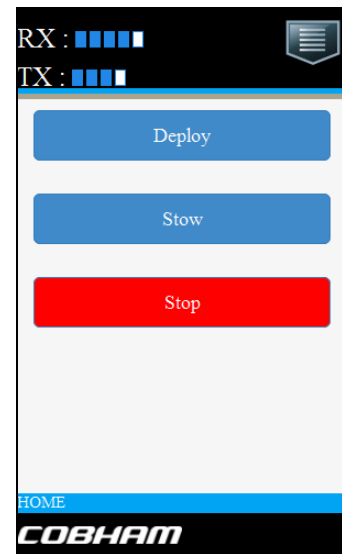 RX :
TX :
Deploy
Stow
Stop
HOME
COBHAM